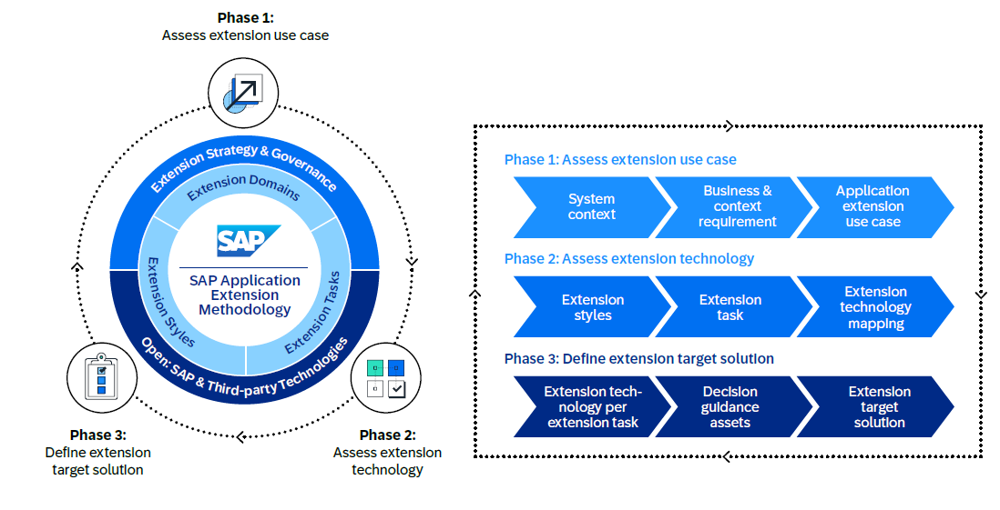 Phase 1:
Assess extension use case
Extension Strategy & Governance
Extension Domains
SAP
SAP Application
Extension
Methodology
Extension Styles
Extension Tasks
Open: SAP & Third-party Technologies
Phase 3:
Define extension
target solution
Phase 2:
Assess extension
technology
Phase 1: Assess extension use case
System
context
Business &
context
requirement
Application
extension
use case
Phase 2: Assess extension technology
Extension
styles
Extension
task
Extension
technology
mapping
Phase 3: Define extension target solution
Extension tech-
nology per
extension task
Decision
guidance
assets
Extension
target
solution